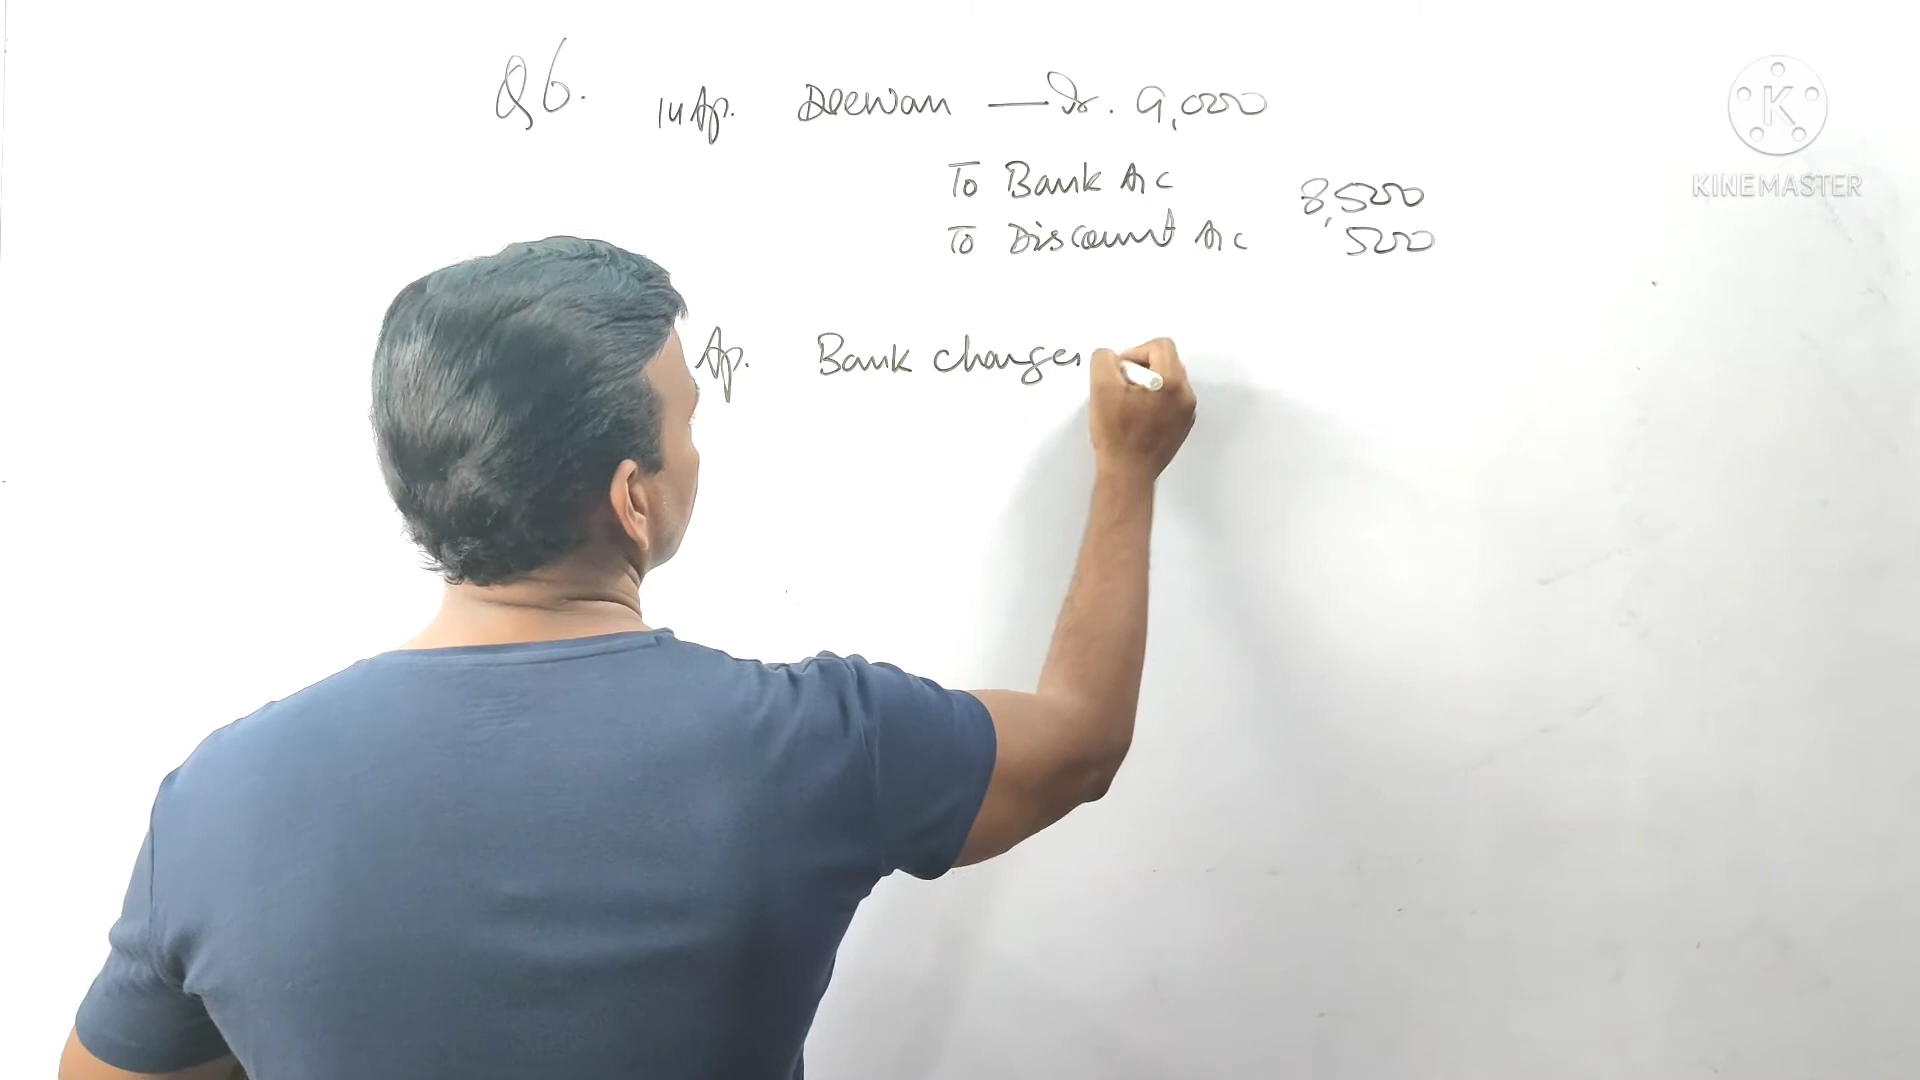 Q6. 14 Ap. Deewan — Dr. 9,000
To Bank A/c 8,500
To Discount A/c 500
Ap. Bank charges
K
KINEMASTER